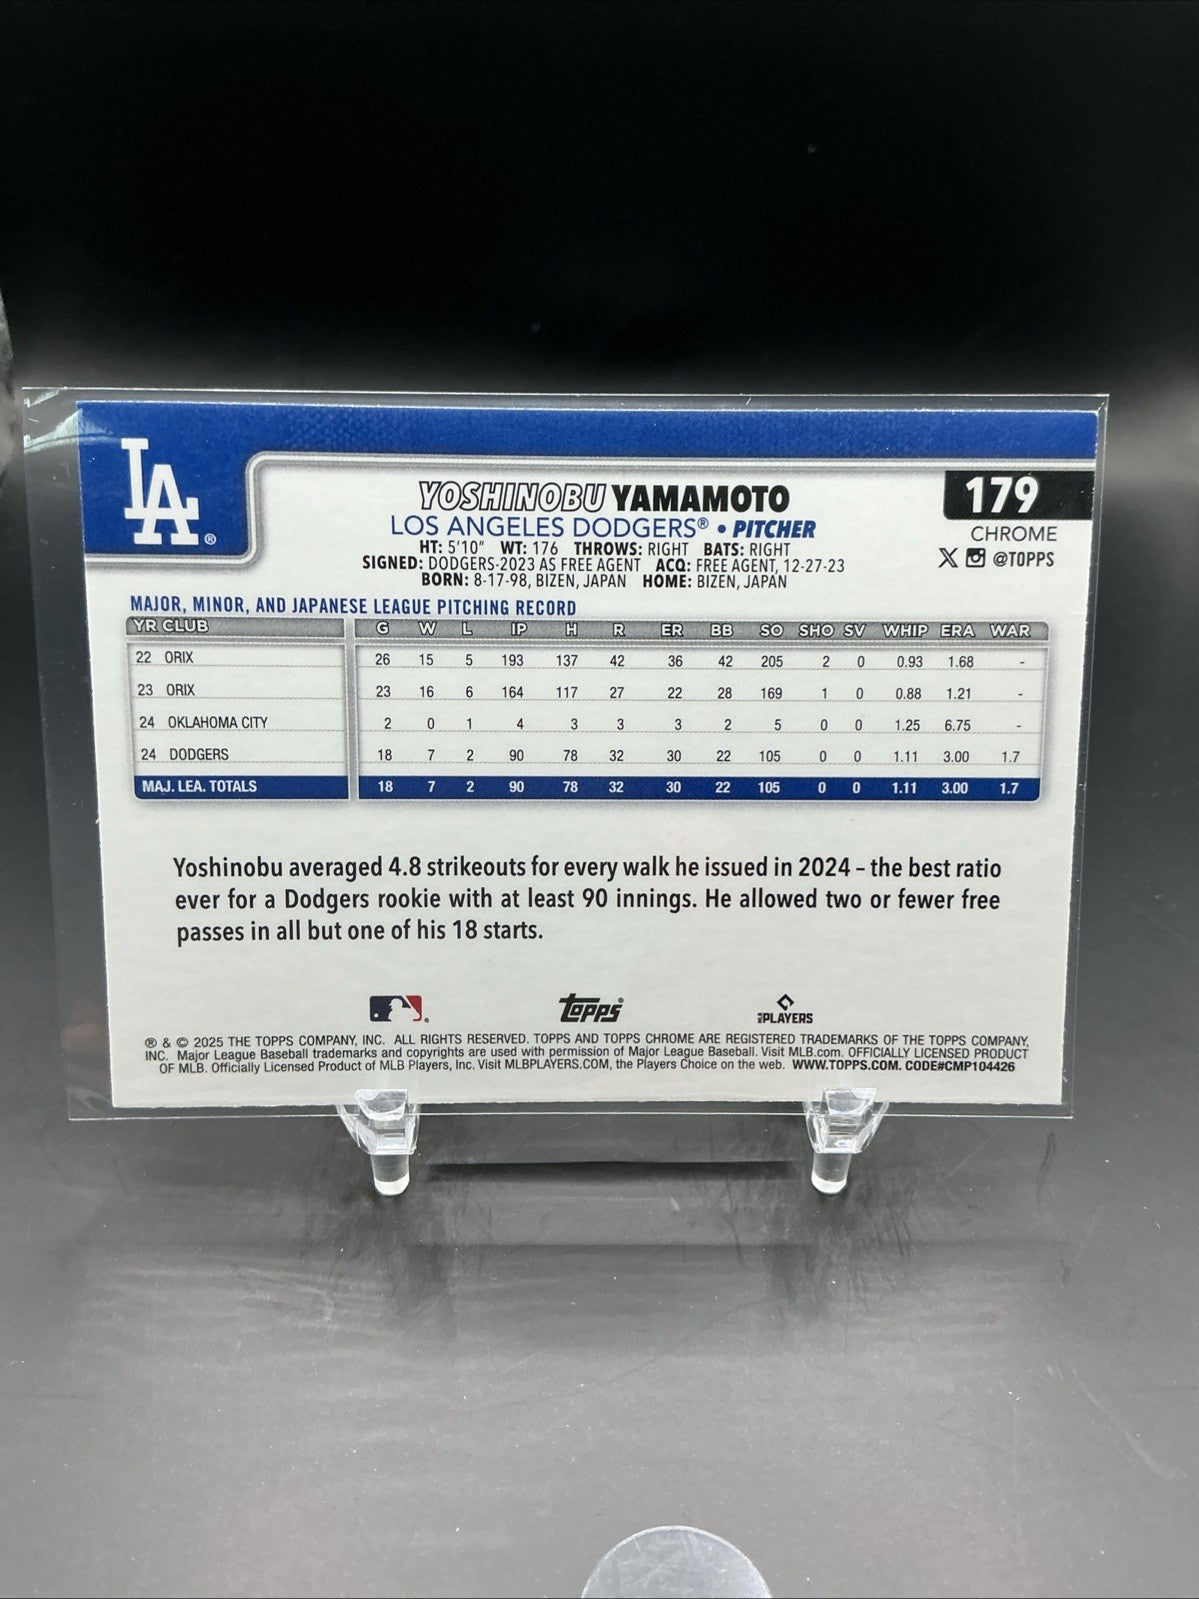 LA®
YOSHINOBU YAMAMOTO
179
LOS ANGELES DODGERS® • PITCHER
CHROME
HT: 5'10" WT: 176 THROWS: RIGHT BATS: RIGHT
@TOPPS
SIGNED: DODGERS-2023 AS FREE AGENT ACQ: FREE AGENT, 12-27-23
BORN: 8-17-98, BIZEN, JAPAN HOME: BIZEN, JAPAN
MAJOR, MINOR, AND JAPANESE LEAGUE PITCHING RECORD
YR CLUB G W L IP H R ER BB SO SHO SV WHIP ERA WAR
22 ORIX 26 15 5 193 137 42 36 42 205 2 0 0.93 1.68 -
23 ORIX 23 16 6 164 117 27 22 28 169 1 0 0.88 1.21 -
24 OKLAHOMA CITY 2 0 1 4 3 3 3 2 5 0 0 1.25 6.75 -
24 DODGERS 18 7 2 90 78 32 30 22 105 0 0 1.11 3.00 1.7
MAJ. LEA. TOTALS 18 7 2 90 78 32 30 22 105 0 0 1.11 3.00 1.7
Yoshinobu averaged 4.8 strikeouts for every walk he issued in 2024 – the best ratio
ever for a Dodgers rookie with at least 90 innings. He allowed two or fewer free
passes in all but one of his 18 starts.
Topps®
PLAYERS
® & © 2025 THE TOPPS COMPANY, INC. ALL RIGHTS RESERVED. TOPPS AND TOPPS CHROME ARE REGISTERED TRADEMARKS OF THE TOPPS COMPANY,
INC. Major League Baseball trademarks and copyrights are used with permission of Major League Baseball. Visit MLB.com. OFFICIALLY LICENSED PRODUCT
OF MLB. Officially Licensed Product of MLB Players, Inc. Visit MLBPLAYERS.COM, the Players Choice on the web. WWW.TOPPS.COM. CODE#CMP104426